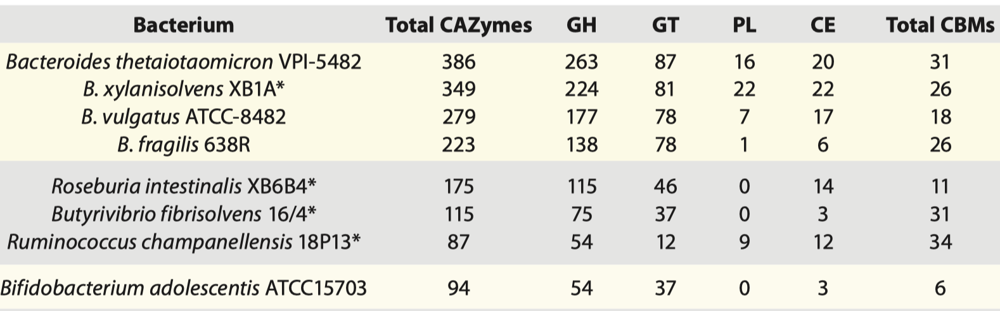 Bacterium Total CAZymes GH GT PL CE Total CBMs
Bacteroides thetaiotaomicron VPI-5482 386 263 87 16 20 31
B. xylanisolvens XB1A* 349 224 81 22 22 26
B. vulgatus ATCC-8482 279 177 78 7 17 18
B. fragilis 638R 223 138 78 1 6 26
Roseburia intestinalis XB6B4* 175 115 46 0 14 11
Butyrivibrio fibrisolvens 16/4* 115 75 37 0 3 31
Ruminococcus champanellensis 18P13* 87 54 12 9 12 34
Bifidobacterium adolescentis ATCC15703 94 54 37 0 3 6